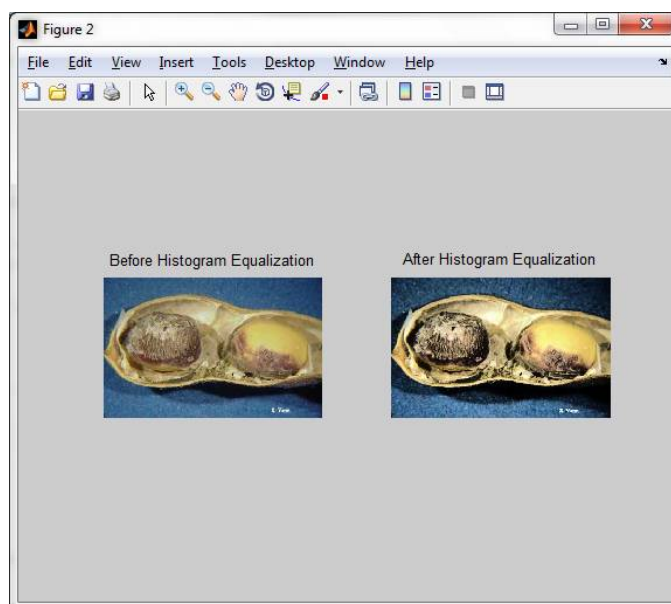 Figure 2
File Edit View Insert Tools Desktop Window Help
Before Histogram Equalization
After Histogram Equalization